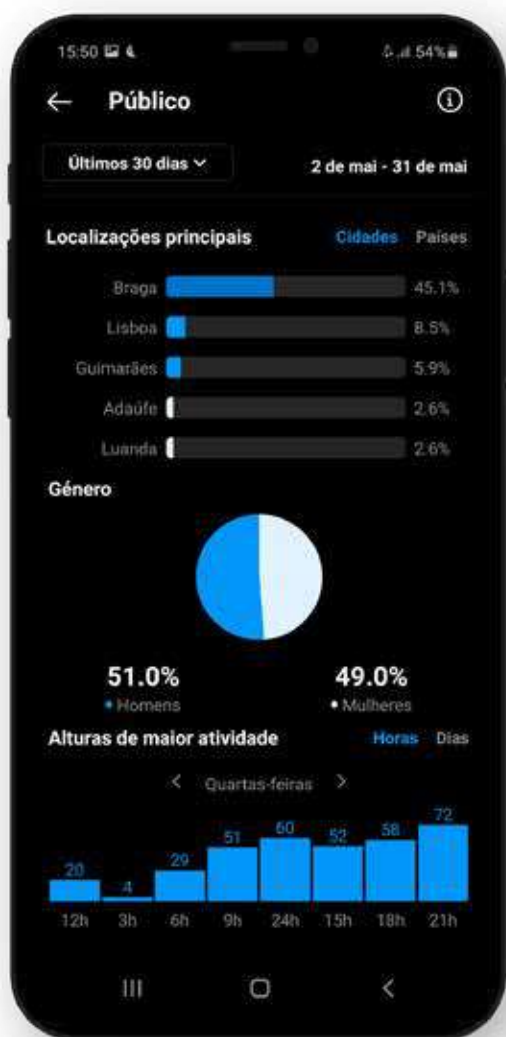 15:50 54%
Público
Últimos 30 dias 2 de mai - 31 de mai
Localizações principais Cidades Países
Braga 45.1%
Lisboa 8.5%
Guimarães 5.9%
Adaúfe 2.6%
Luanda 2.6%
Género
51.0% 49.0%
Homens Mulheres
Alturas de maior atividade Horas Dias
Quartas-feiras
20 4 29 51 60 52 58 72
12h 3h 6h 9h 24h 15h 18h 21h